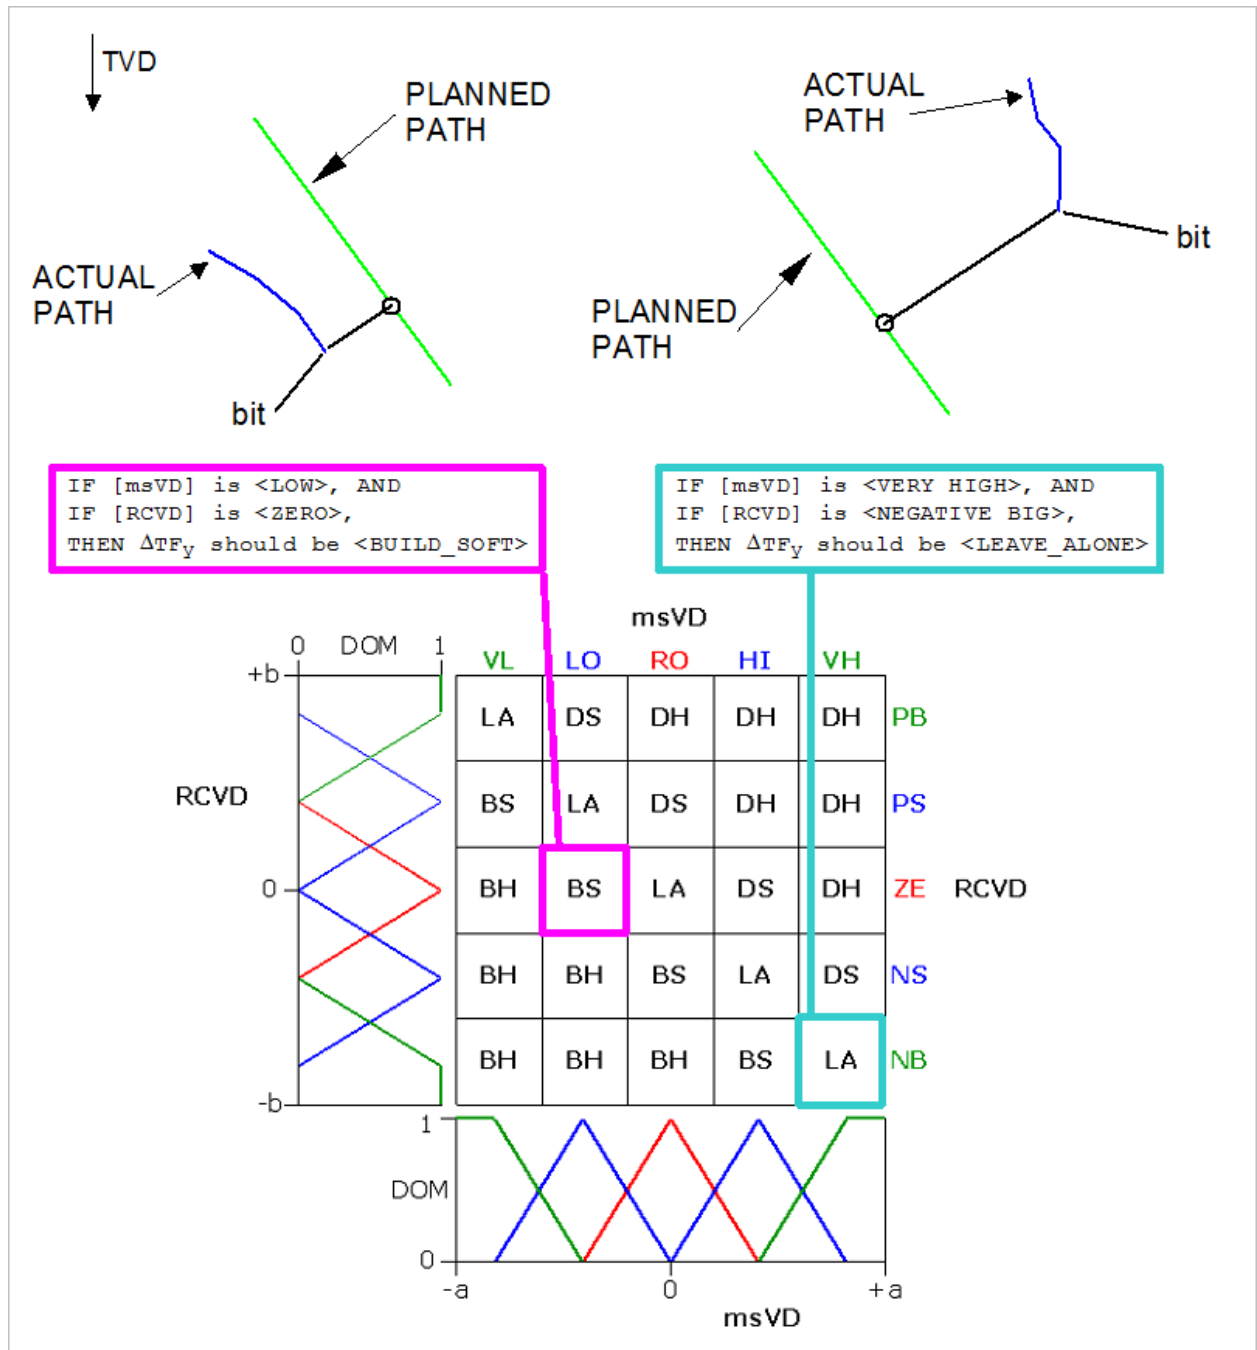 TVD
PLANNED
PATH
ACTUAL
PATH
bit
ACTUAL
PATH
PLANNED
PATH
bit
IF [msVD] is <LOW>, AND
IF [RCVD] is <ZERO>,
THEN ΔTFy should be <BUILD_SOFT>
IF [msVD] is <VERY HIGH>, AND
IF [RCVD] is <NEGATIVE BIG>,
THEN ΔTFy should be <LEAVE_ALONE>
msVD
0 DOM 1
VL LO RO HI VH
+b
LA DS DH DH DH PB
RCVD
BS LA DS DH DH PS
0
BH BS LA DS DH ZE RCVD
BH BH BS LA DS NS
BH BH BH BS LA NB
-b
1
DOM
0
-a 0 +a
msVD